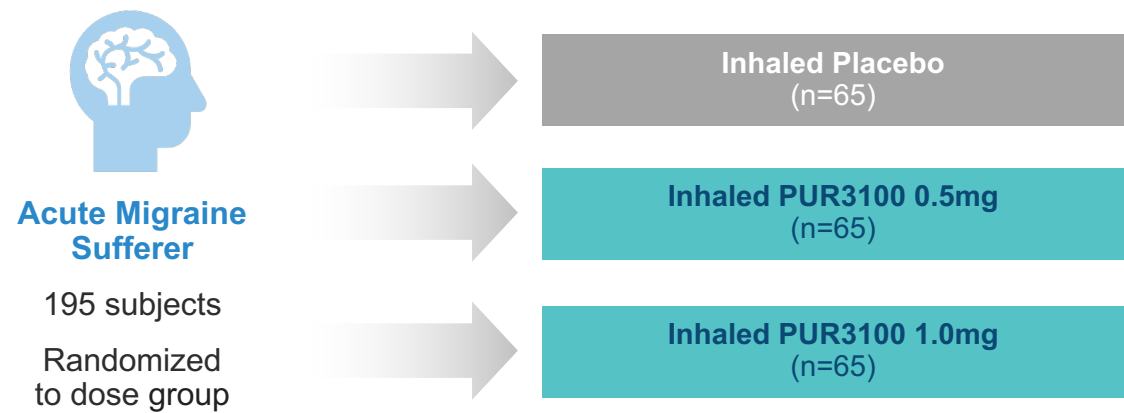 Acute Migraine
Sufferer
195 subjects
Randomized
to dose group
Inhaled Placebo
(n=65)
Inhaled PUR3100 0.5mg
(n=65)
Inhaled PUR3100 1.0mg
(n=65)